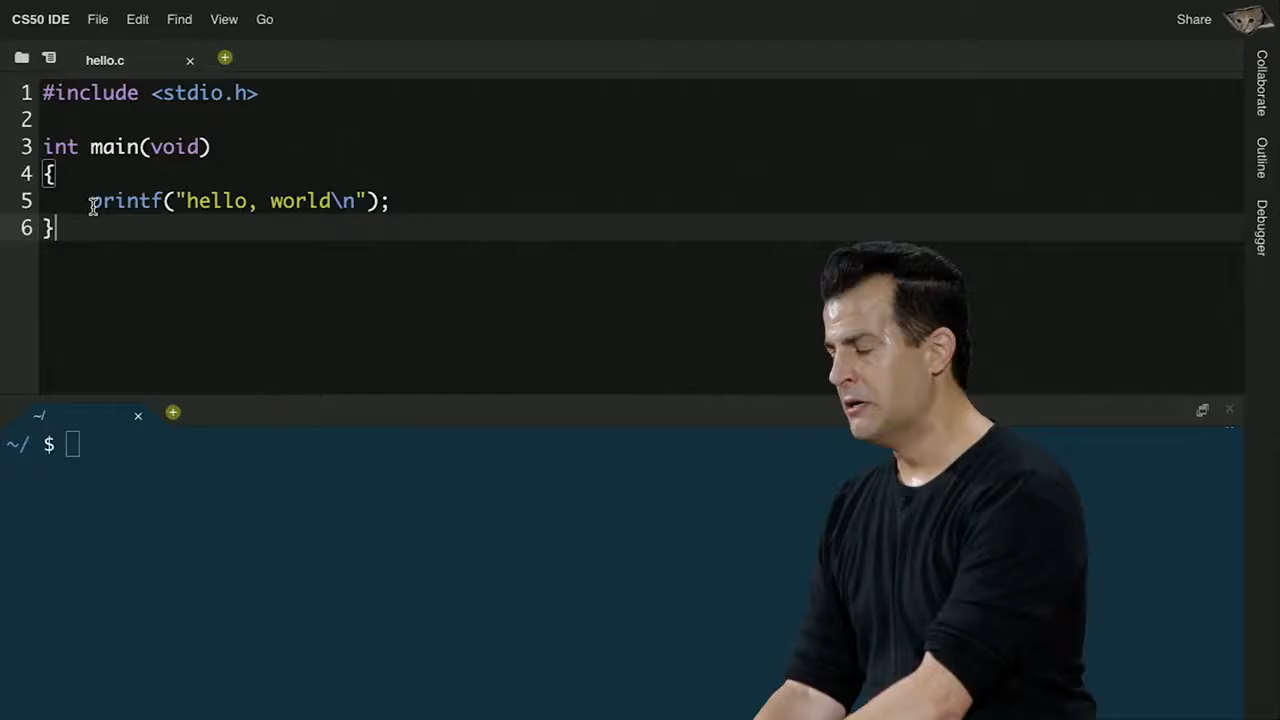 CS50 IDE File Edit Find View Go Share
hello.c × +
1 #include <stdio.h>
2
3 int main(void)
4 {
5     printf("hello, world\n");
6 }
~/ × +
~/ $
Collaborate
Outline
Debugger